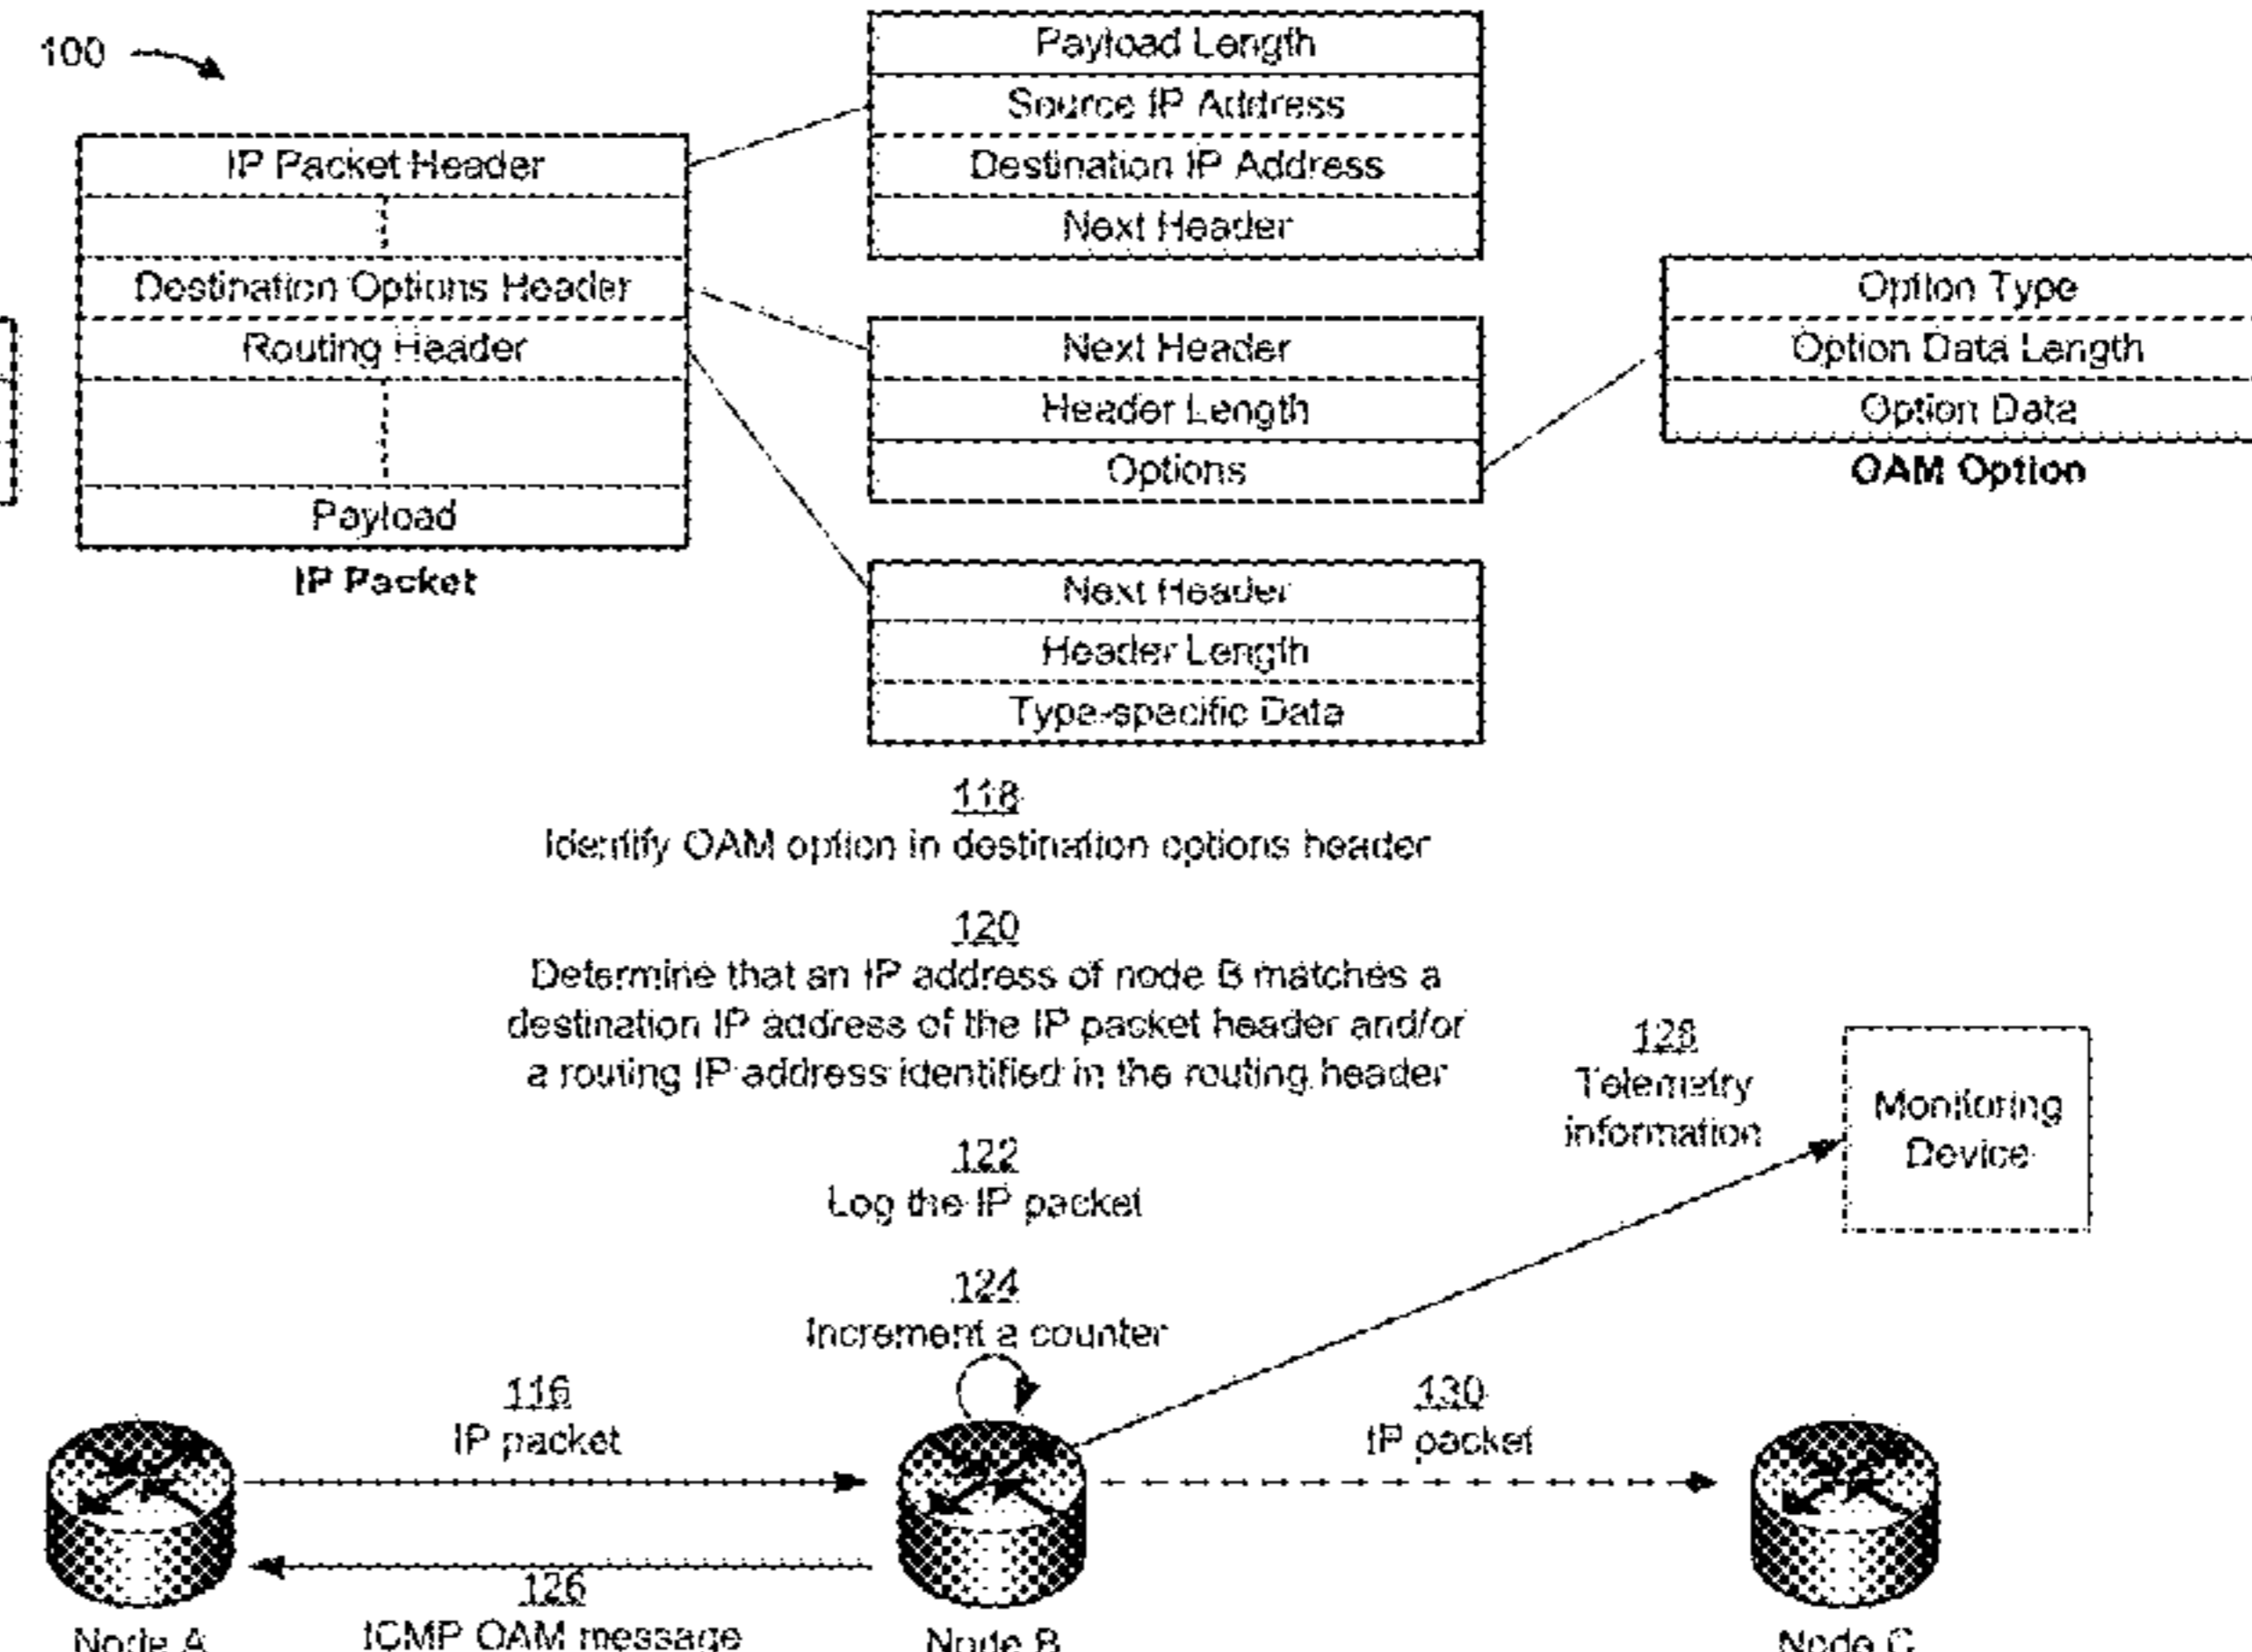 100
Payload Length
Source IP Address
Destination IP Address
Next Header
IP Packet Header
Destination Options Header
Routing Header
Payload
IP Packet
Next Header
Header Length
Options
Option Type
Option Data Length
Option Data
OAM Option
Next Header
Header Length
Type-specific Data
118
Identify OAM option in destination options header
120
Determine that an IP address of node B matches a
destination IP address of the IP packet header and/or
a routing IP address identified in the routing header
122
Log the IP packet
124
Increment a counter
128
Telemetry
information
Monitoring
Device
116
IP packet
130
IP packet
126
ICMP OAM message
Node A
Node B
Node C